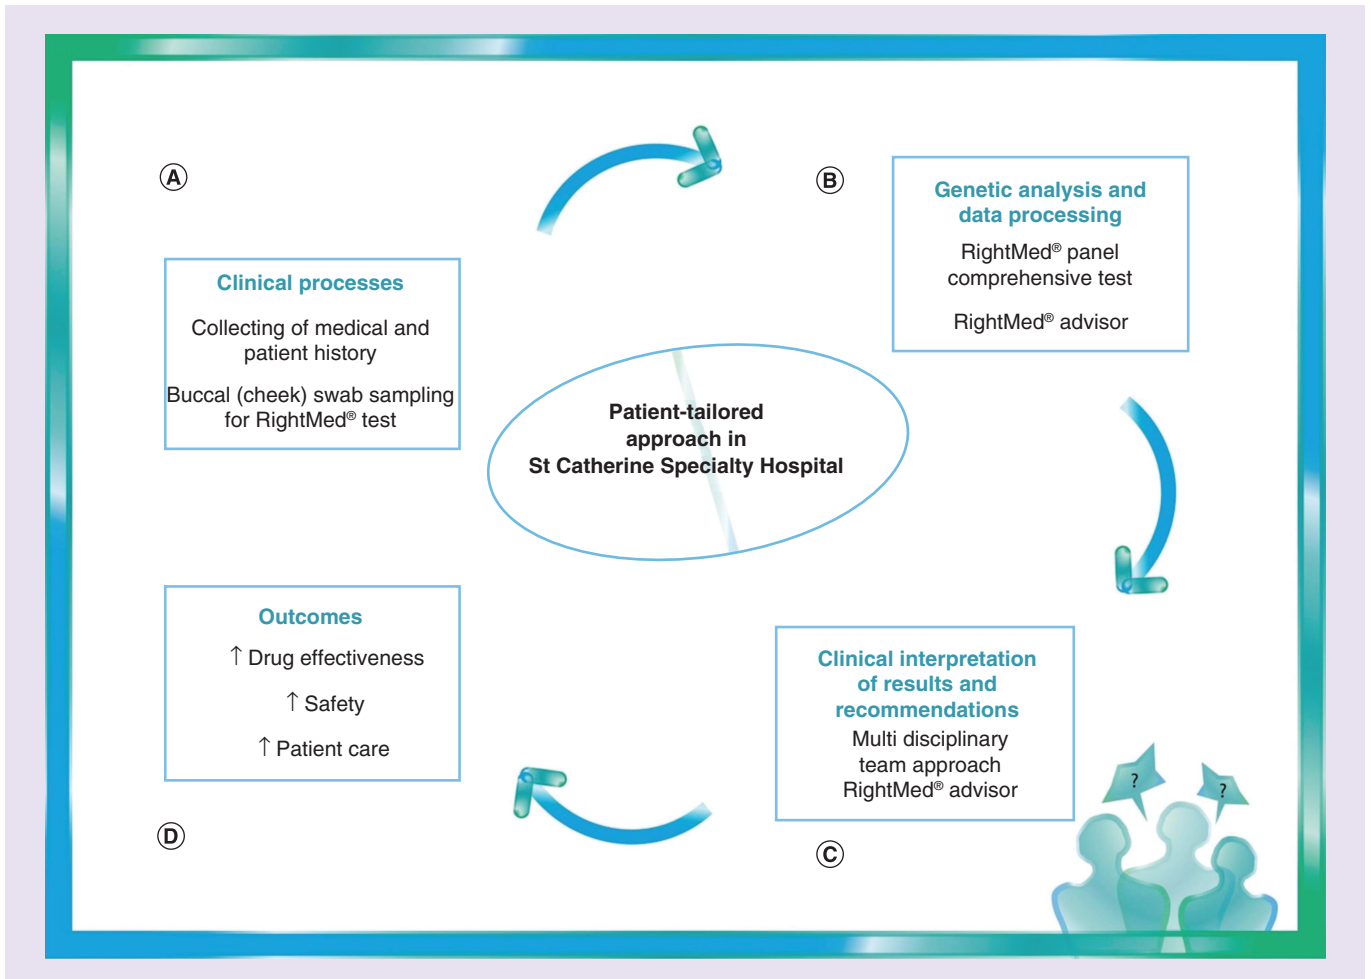 A
Clinical processes
Collecting of medical and
patient history
Buccal (cheek) swab sampling
for RightMed® test
B
Genetic analysis and
data processing
RightMed® panel
comprehensive test
RightMed® advisor
Patient-tailored
approach in
St Catherine Specialty Hospital
Clinical interpretation
of results and
recommendations
Multi disciplinary
team approach
RightMed® advisor
C
? ?
Outcomes
↑ Drug effectiveness
↑ Safety
↑ Patient care
D